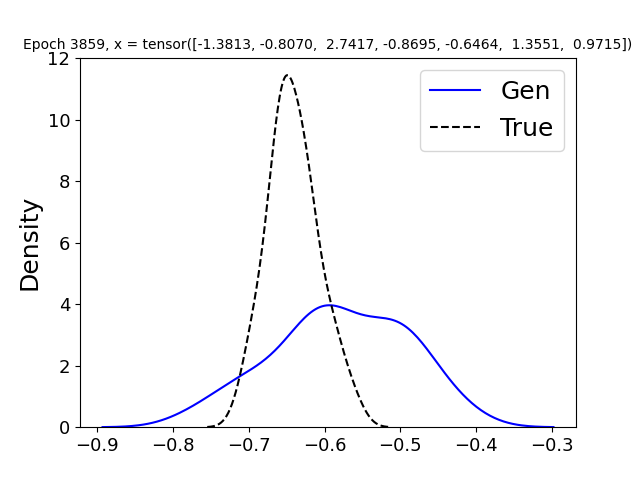 Epoch 3859, x = tensor([-1.3813, -0.8070,  2.7417, -0.8695, -0.6464,  1.3551,  0.9715])
12
10
8
6
4
2
0
Density
Gen
True
−0.9 −0.8 −0.7 −0.6 −0.5 −0.4 −0.3